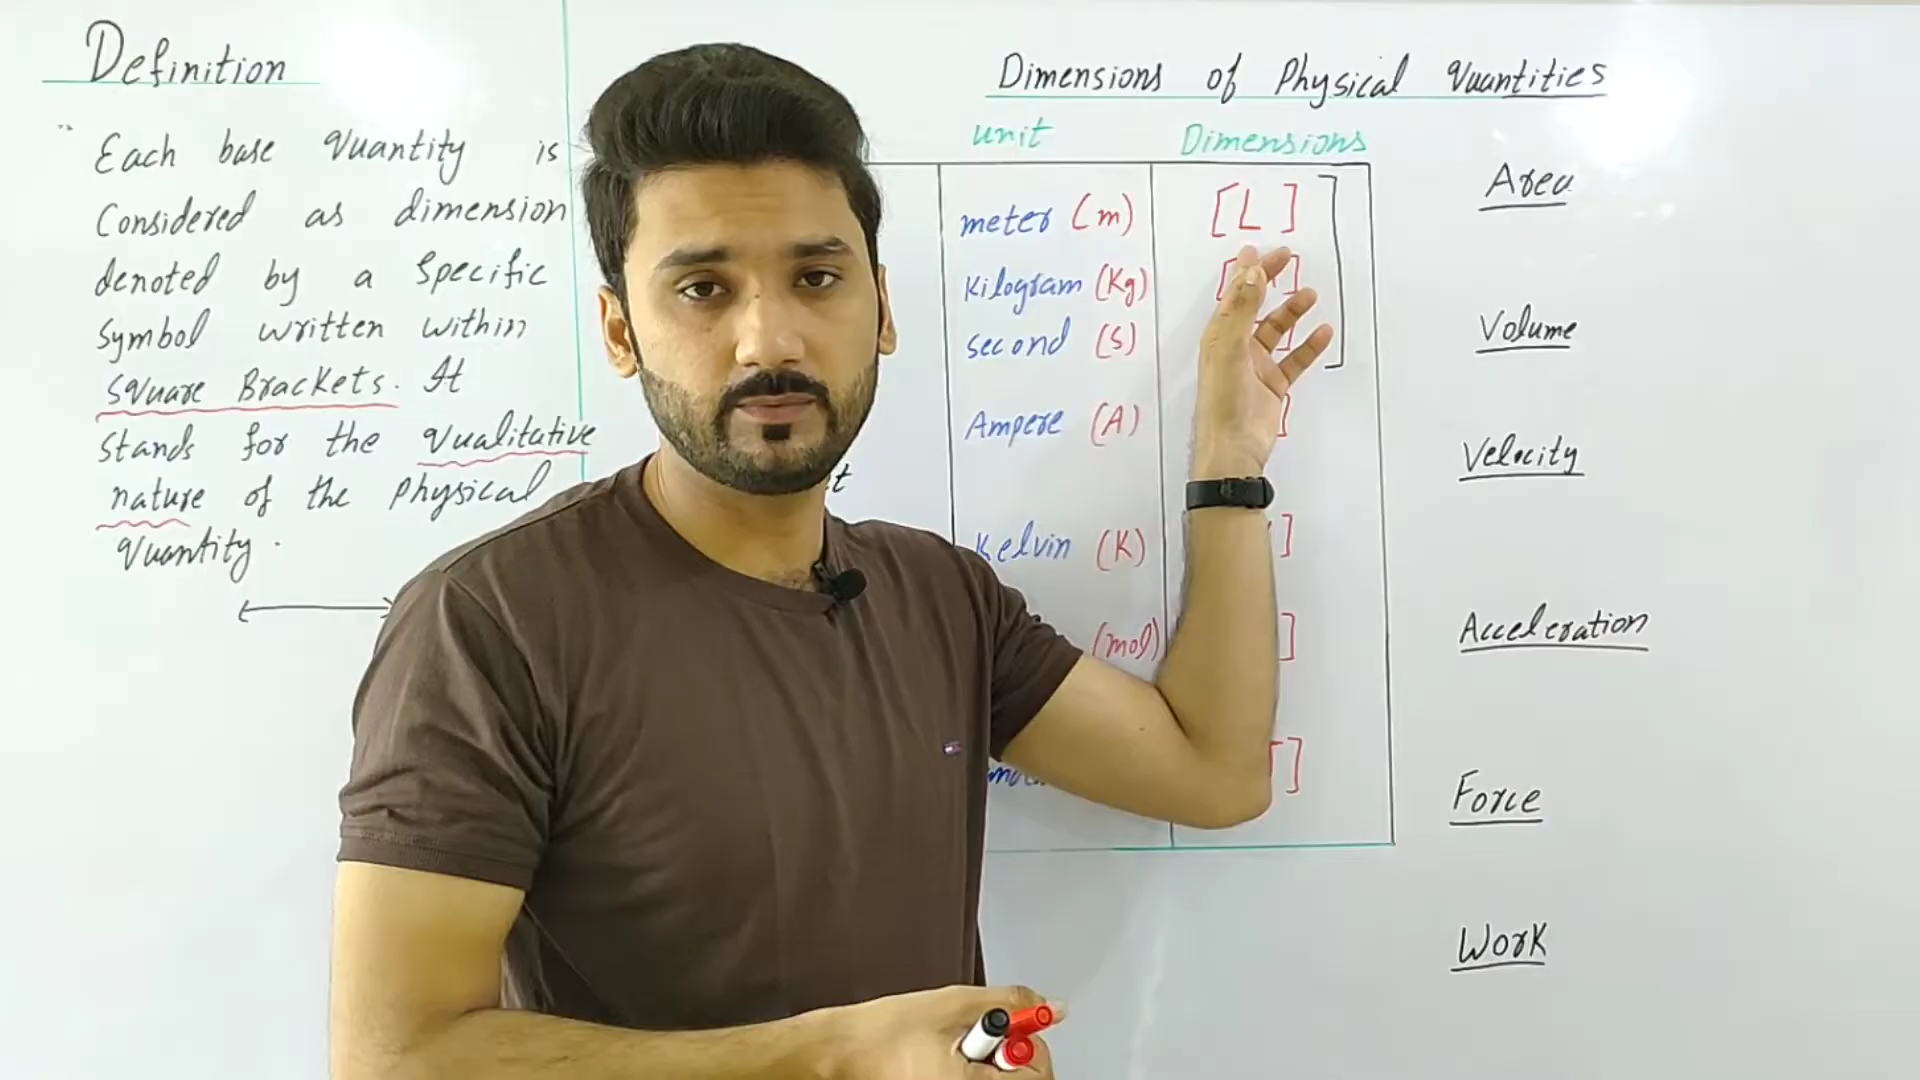 Definition
" Each base quantity is
Considered as dimension
denoted by a specific
symbol written within
square Brackets. It
stands for the qualitative
nature of the physical
quantity.
Dimensions of Physical Quantities
unit Dimensions
meter (m) [L]
Kilogram (Kg) [ ]
second (s) ]
Ampere (A) ]
Kelvin (K) ]
(mol) ]
]
Area
Volume
Velocity
Acceleration
Force
Work